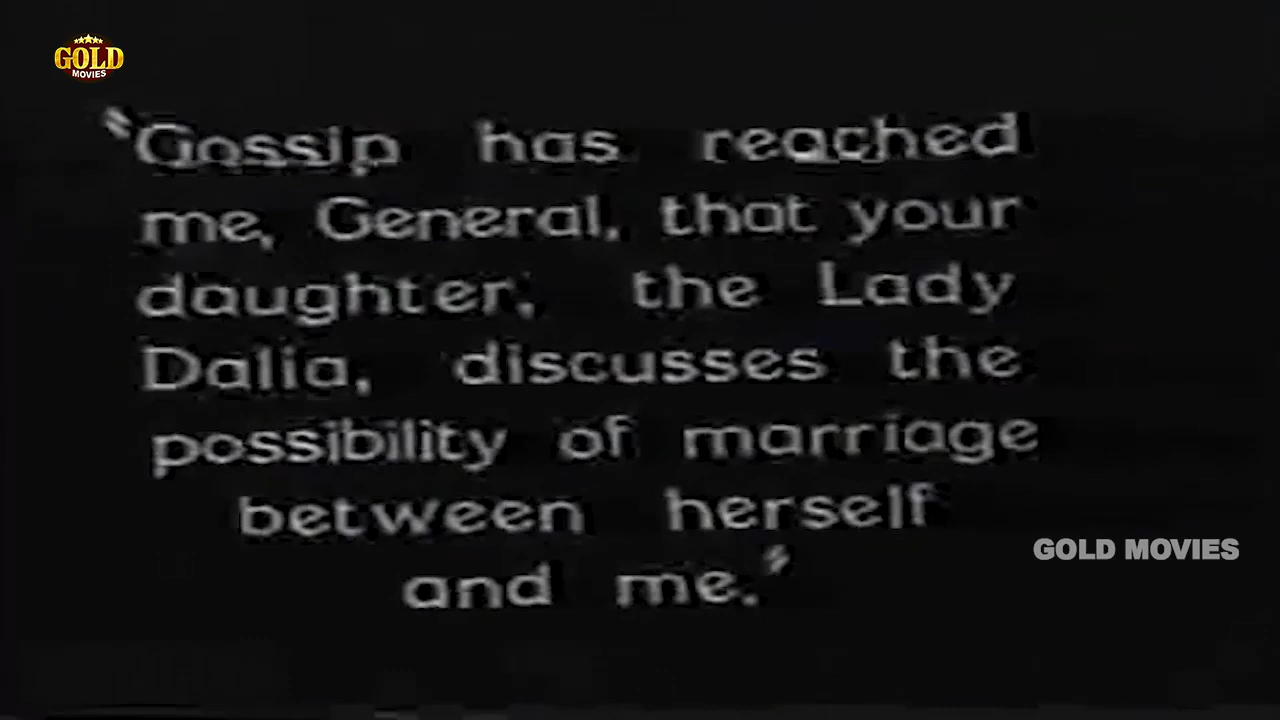 GOLD
MOVIES
"Gossip has reached
me, General, that your
daughter, the Lady
Dalia, discusses the
possibility of marriage
between herself
and me."
GOLD MOVIES